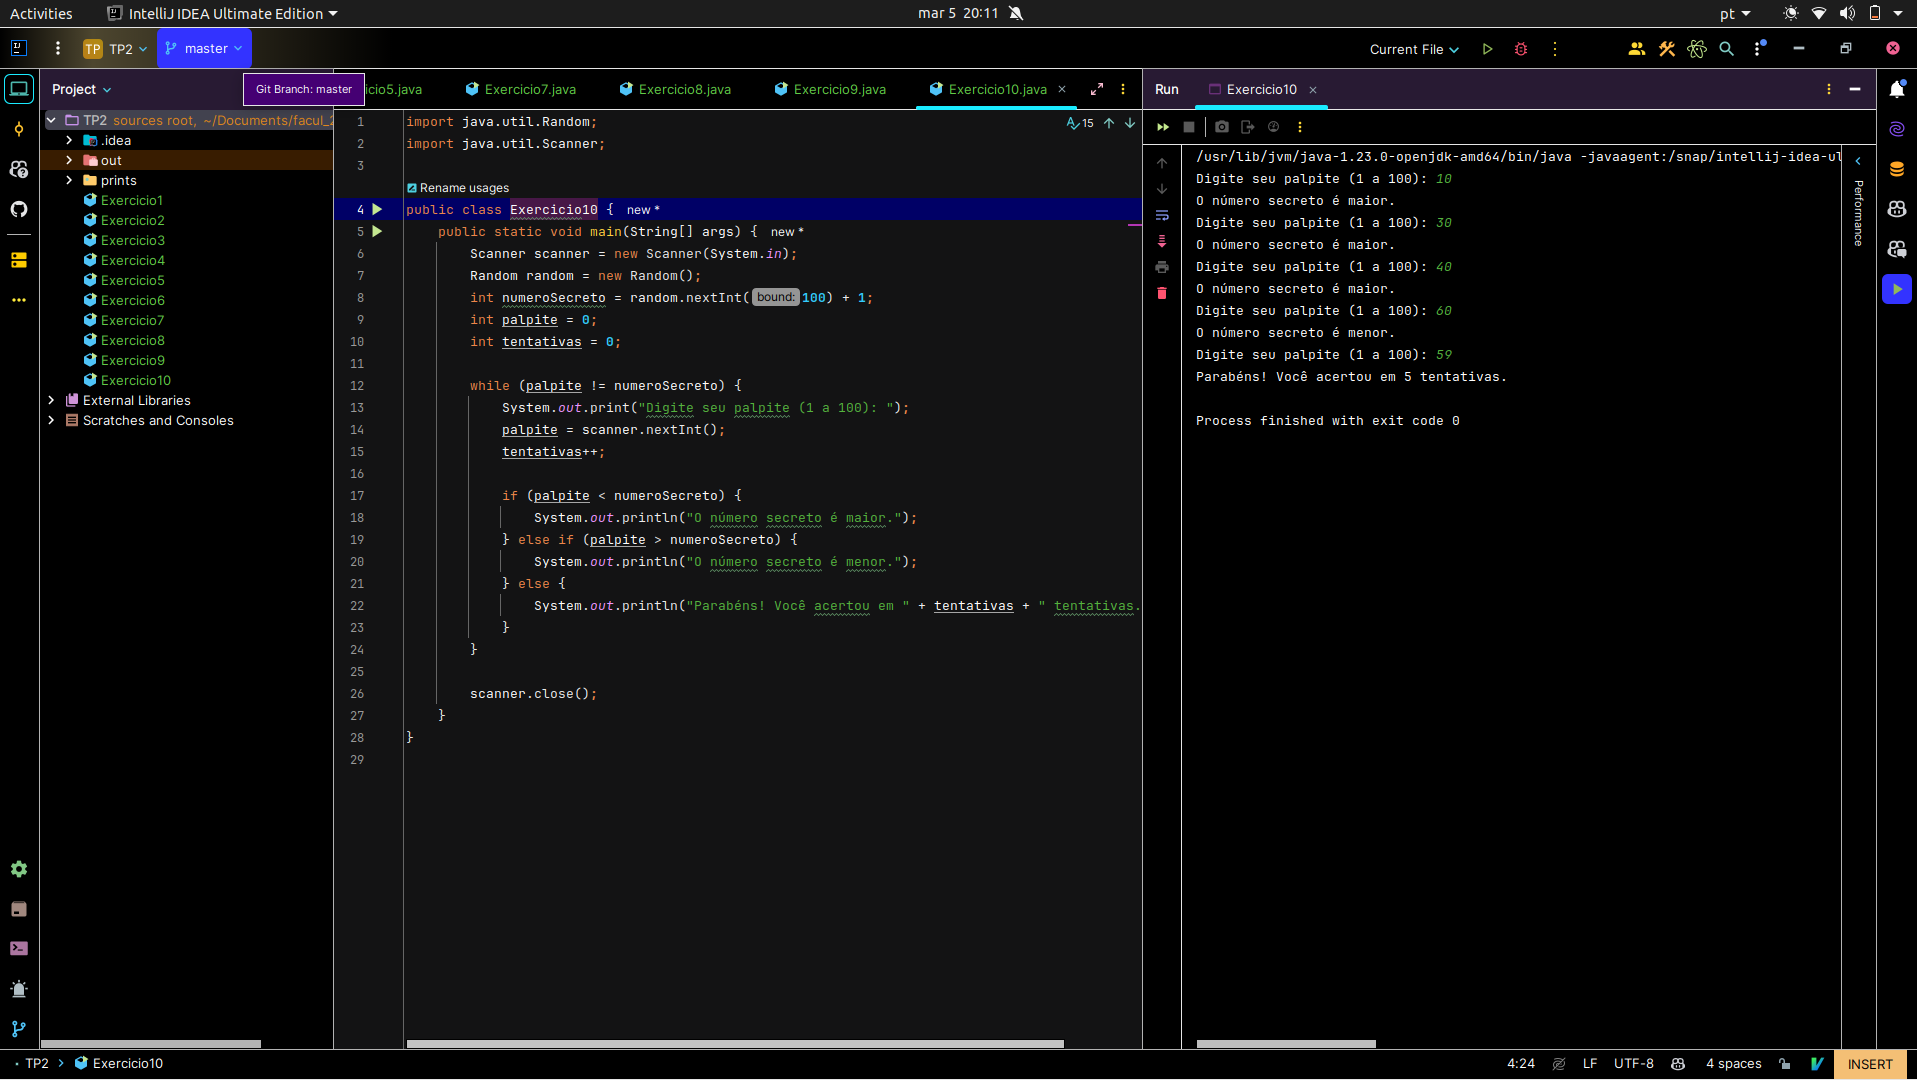 Activities IntelliJ IDEA Ultimate Edition mar 5 20:11 pt
TP TP2 master Current File
Project Git Branch: master icio5.java Exercicio7.java Exercicio8.java Exercicio9.java Exercicio10.java Run Exercicio10
TP2 sources root, ~/Documents/facul_2
.idea
out
prints
Exercicio1
Exercicio2
Exercicio3
Exercicio4
Exercicio5
Exercicio6
Exercicio7
Exercicio8
Exercicio9
Exercicio10
External Libraries
Scratches and Consoles
15
1 import java.util.Random;
2 import java.util.Scanner;
3
Rename usages
4 public class Exercicio10 { new *
5 public static void main(String[] args) { new *
6 Scanner scanner = new Scanner(System.in);
7 Random random = new Random();
8 int numeroSecreto = random.nextInt( bound: 100) + 1;
9 int palpite = 0;
10 int tentativas = 0;
11
12 while (palpite != numeroSecreto) {
13 System.out.print("Digite seu palpite (1 a 100): ");
14 palpite = scanner.nextInt();
15 tentativas++;
16
17 if (palpite < numeroSecreto) {
18 System.out.println("O número secreto é maior.");
19 } else if (palpite > numeroSecreto) {
20 System.out.println("O número secreto é menor.");
21 } else {
22 System.out.println("Parabéns! Você acertou em " + tentativas + " tentativas.
23 }
24 }
25
26 scanner.close();
27 }
28 }
29
/usr/lib/jvm/java-1.23.0-openjdk-amd64/bin/java -javaagent:/snap/intellij-idea-ul
Digite seu palpite (1 a 100): 10
O número secreto é maior.
Digite seu palpite (1 a 100): 30
O número secreto é maior.
Digite seu palpite (1 a 100): 40
O número secreto é maior.
Digite seu palpite (1 a 100): 60
O número secreto é menor.
Digite seu palpite (1 a 100): 59
Parabéns! Você acertou em 5 tentativas.
Process finished with exit code 0
Performance
TP2 Exercicio10 4:24 LF UTF-8 4 spaces INSERT